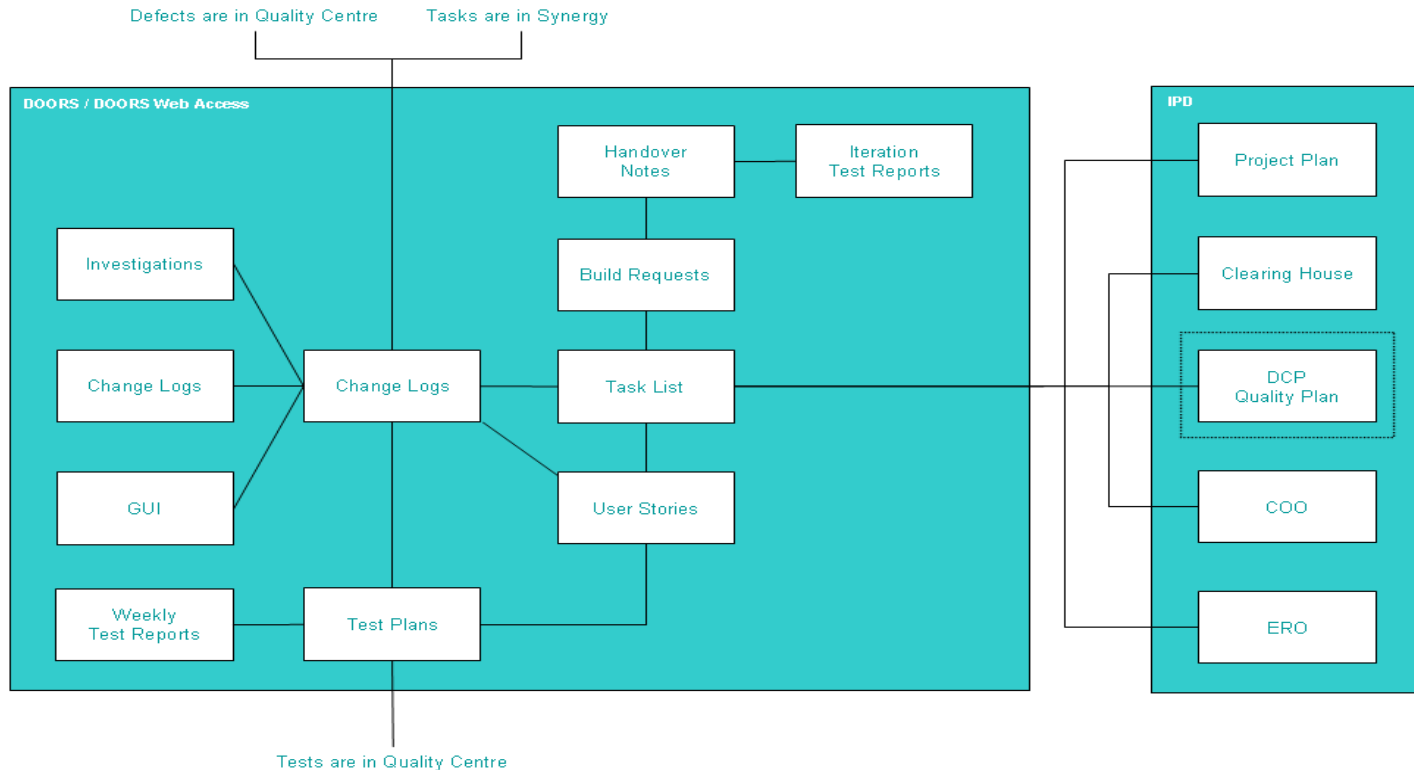 Defects are in Quality Centre
Tasks are in Synergy
DOORS / DOORS Web Access
IPD
Handover
Notes
Iteration
Test Reports
Project Plan
Investigations
Build Requests
Clearing House
Change Logs
Change Logs
Task List
DCP
Quality Plan
GUI
User Stories
COO
Weekly
Test Reports
Test Plans
ERO
Tests are in Quality Centre